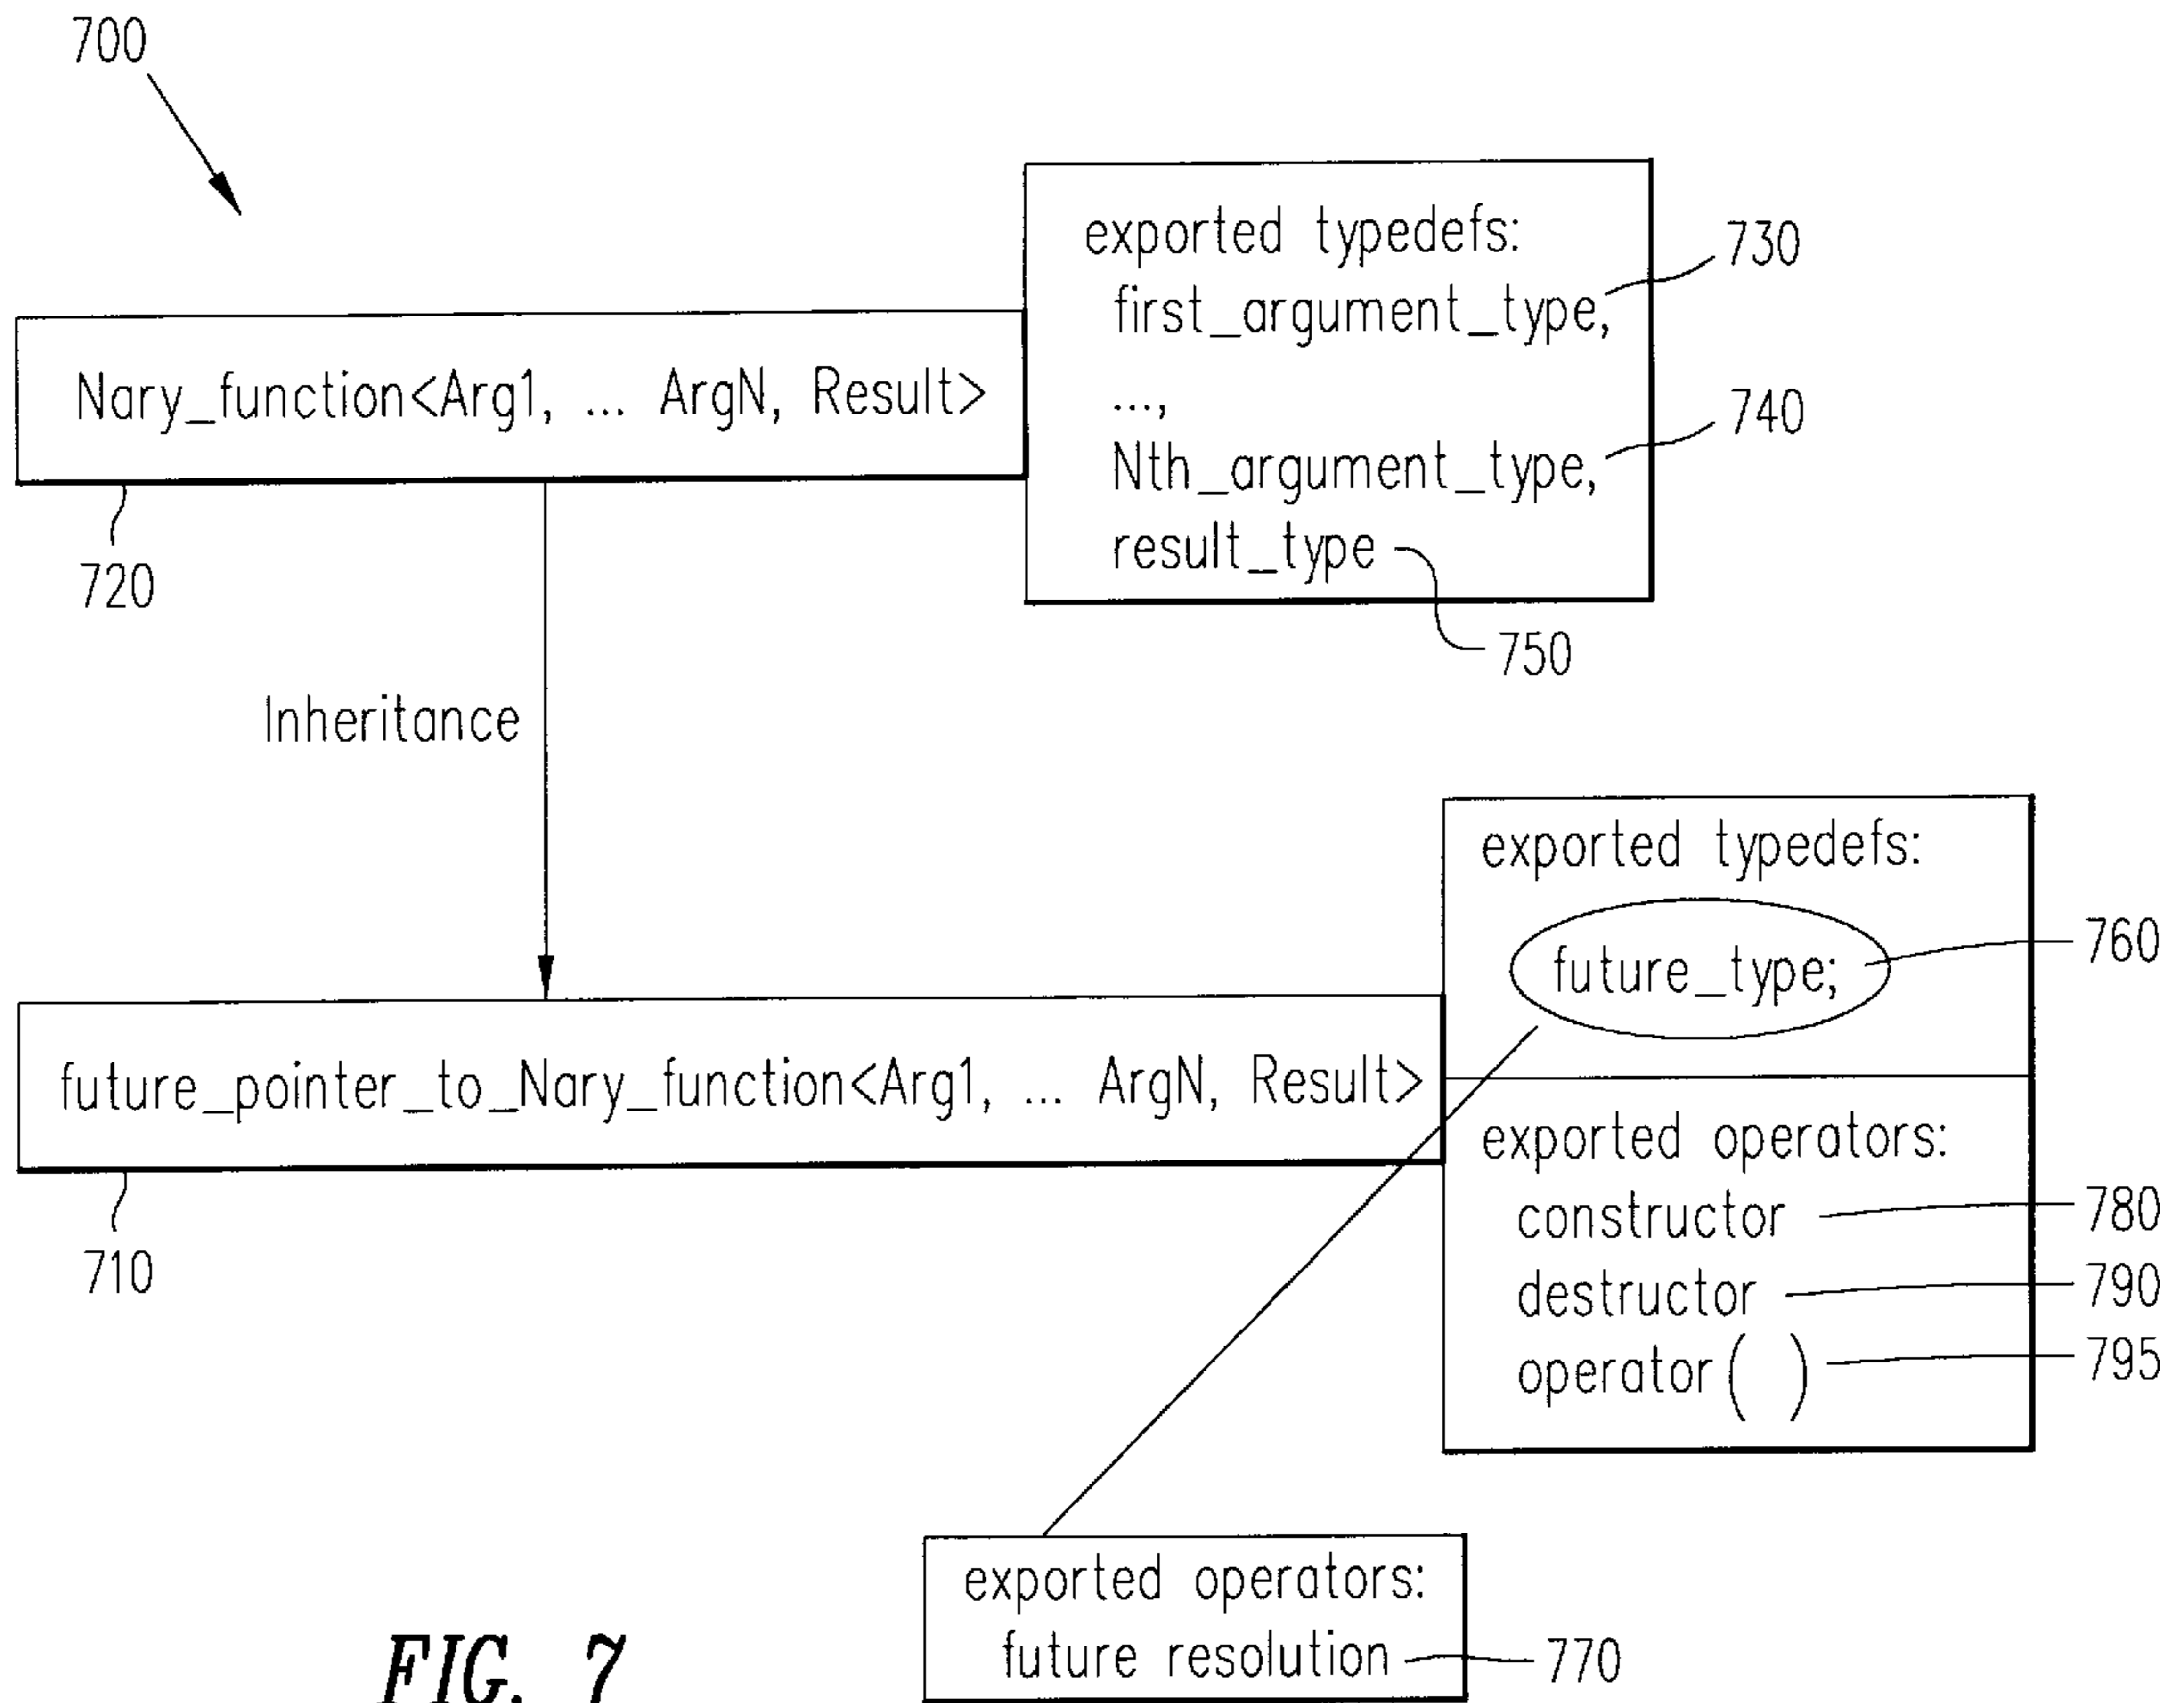 700
exported typedefs:
730
first_argument_type,
Nary_function<Arg1, ... ArgN, Result>
...,
740
Nth_argument_type,
result_type
720
750
Inheritance
exported typedefs:
future_type;
760
future_pointer_to_Nary_function<Arg1, ... ArgN, Result>
exported operators:
constructor
780
710
destructor
790
operator( )
795
exported operators:
future resolution
770
FIG. 7